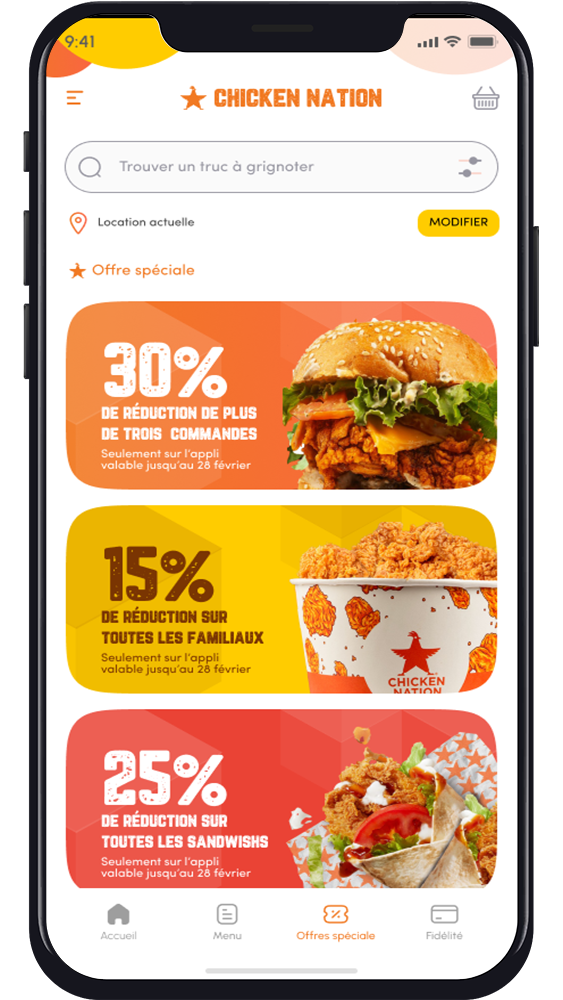 9:41
CHICKEN NATION
Trouver un truc à grignoter
Location actuelle
MODIFIER
Offre spéciale
30%
DE RÉDUCTION DE PLUS
DE TROIS COMMANDES
Seulement sur l'appli
valable jusqu'au 28 février
15%
DE RÉDUCTION SUR
TOUTES LES FAMILIAUX
Seulement sur l'appli
valable jusqu'au 28 février
CHICKEN
NATION
25%
DE RÉDUCTION SUR
TOUTES LES SANDWISHS
Seulement sur l'appli
valable jusqu'au 28 février
Accueil
Menu
Offres spéciale
Fidélité